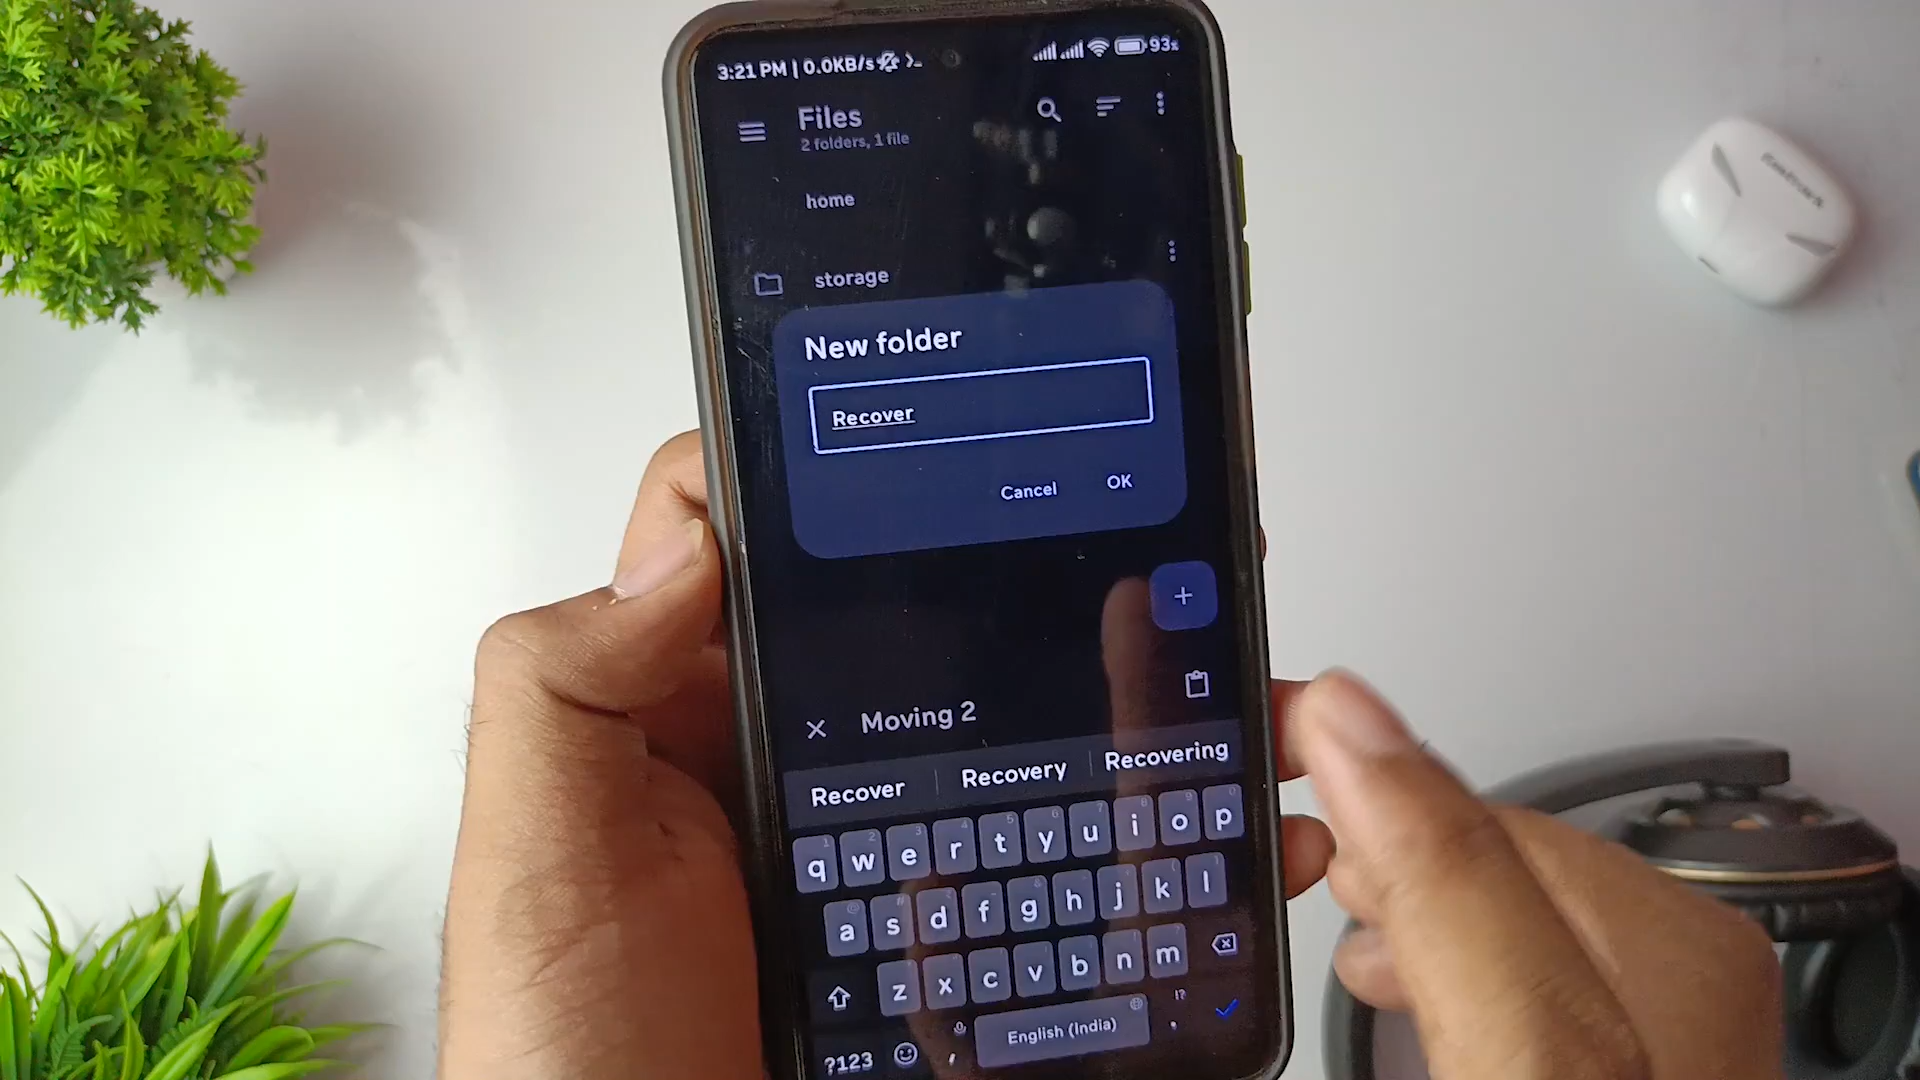 3:21 PM | 0.0KB/s
93%
Files
2 folders, 1 file
home
storage
New folder
Recover
Cancel OK
+
Moving 2
Recover Recovery Recovering
q w e r t y u i o p
a s d f g h j k l
z x c v b n m
?123 , English (India) .